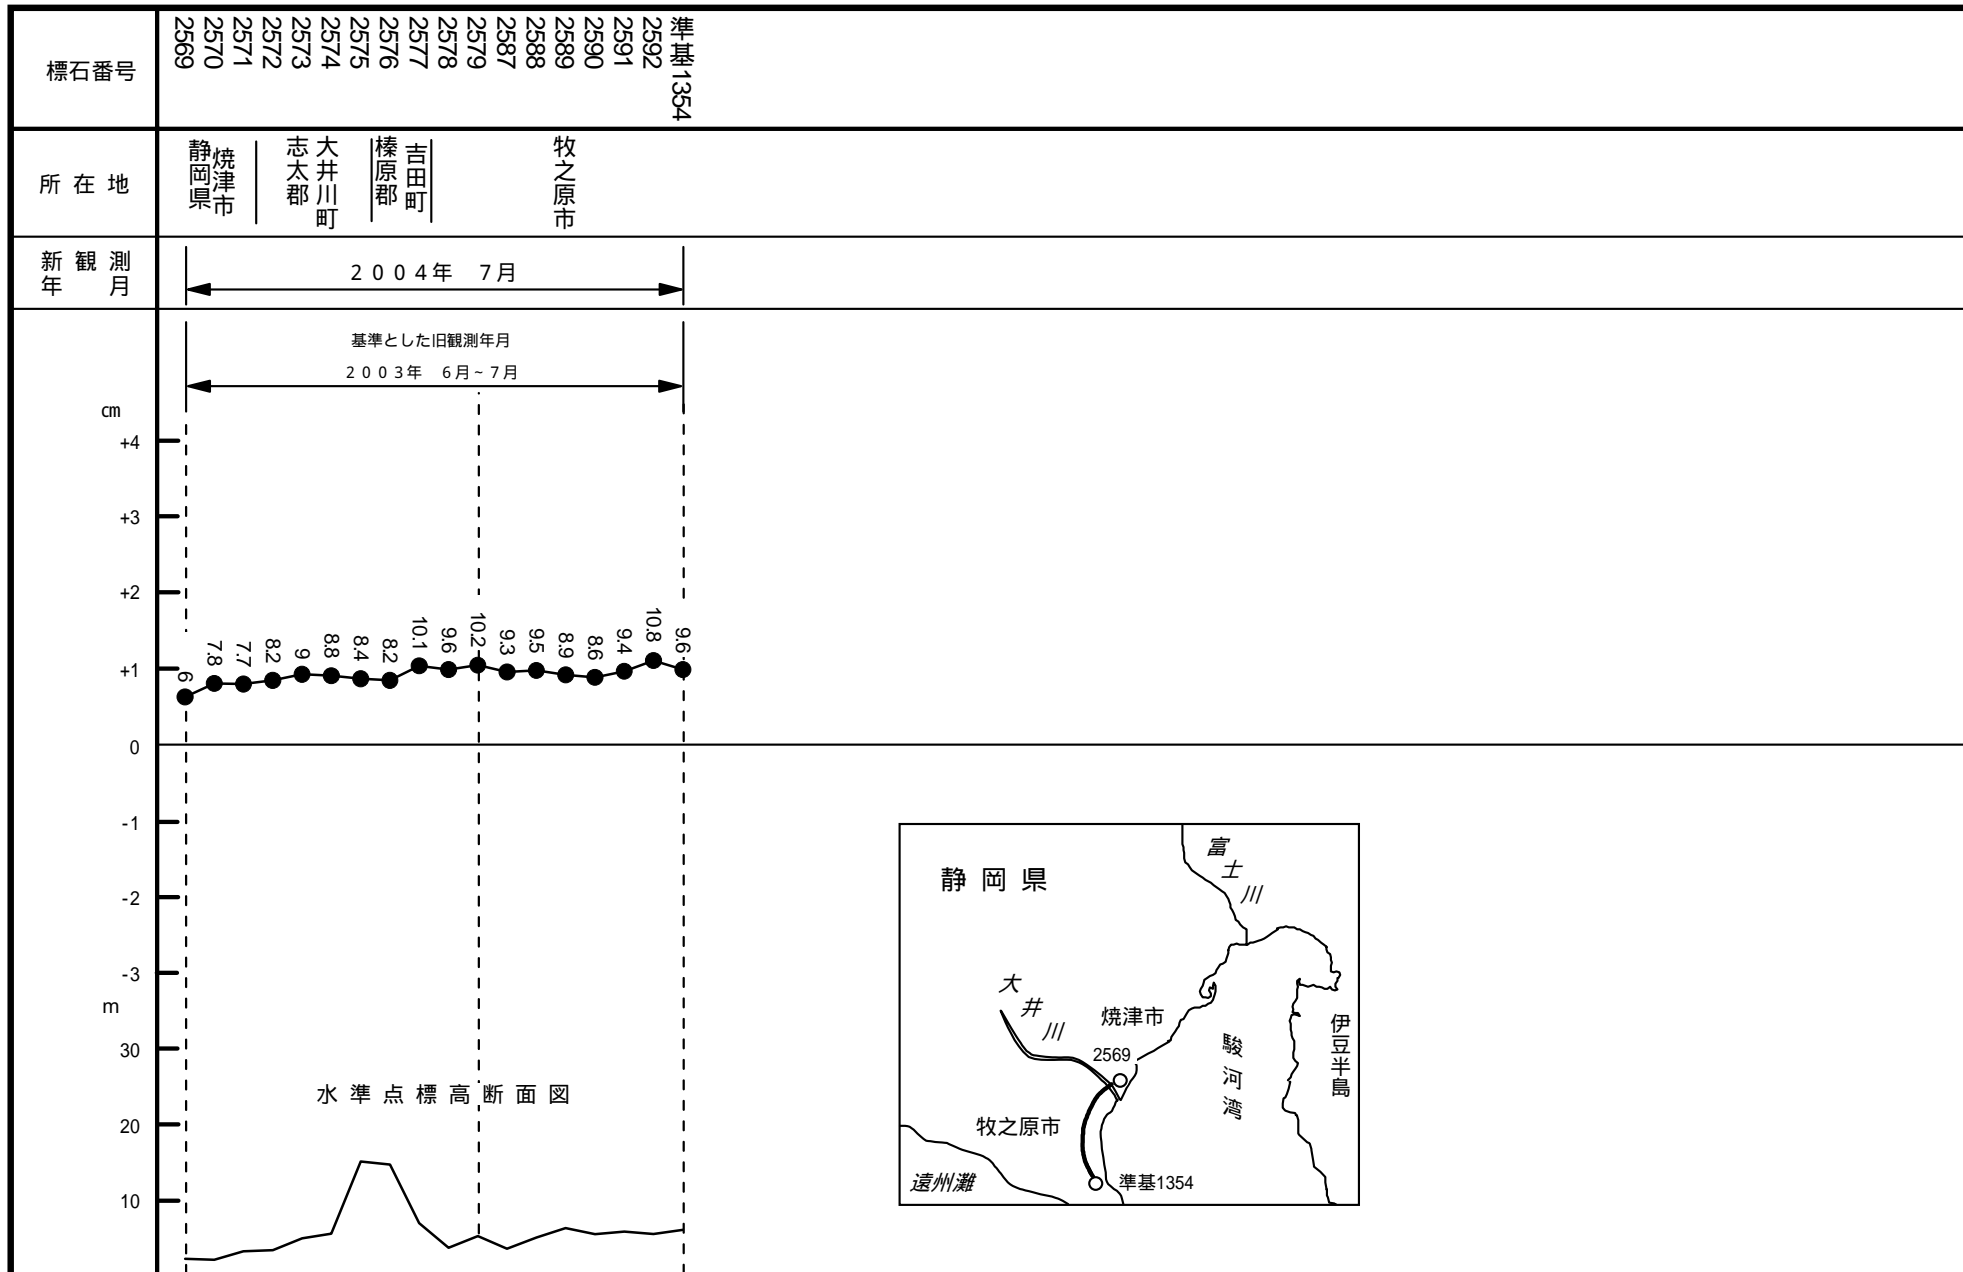 標石番号
2569
2570
2571
2572
2573
2574
2575
2576
2577
2578
2579
2587
2588
2589
2590
2591
2592
準基1354
所在地
静岡県
焼津市
志太郡
大井川町
榛原郡
吉田町
牧之原市
新観測
年月
2004年 7月
基準とした旧観測年月
2003年 6月~7月
cm
+4
+3
+2
+1
0
-1
-2
-3
6
7.8
7.7
8.2
9
8.8
8.4
8.2
10.1
9.6
10.2
9.3
9.5
8.9
8.6
9.4
10.8
9.6
m
30
20
10
水準点標高断面図
静岡県
富士川
大井川
焼津市
2569
駿河湾
伊豆半島
牧之原市
遠州灘
準基1354